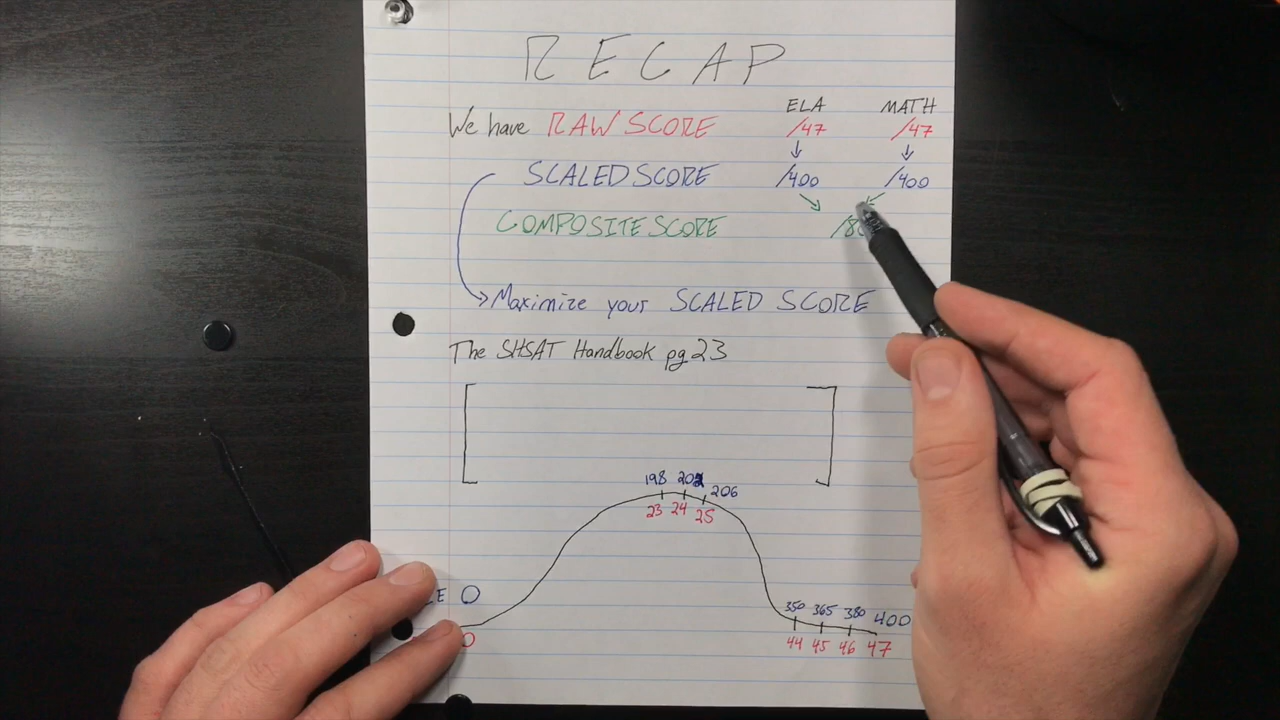 RECAP
ELA MATH
We have RAW SCORE /47 /47
SCALED SCORE /400 /400
COMPOSITE SCORE
Maximize your SCALED SCORE
The SHSAT Handbook pg 23
198 202 206
23 24 25
0 350 365 380 400
0 44 45 46 47